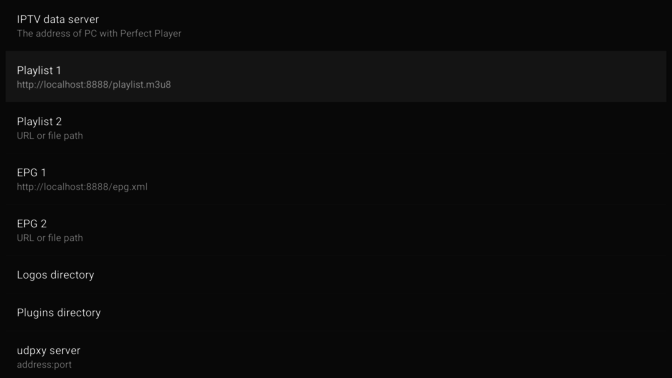 IPTV data server
The address of PC with Perfect Player
Playlist 1
http://localhost:8888/playlist.m3u8
Playlist 2
URL or file path
EPG 1
http://localhost:8888/epg.xml
EPG 2
URL or file path
Logos directory
Plugins directory
udpxy server
address:port